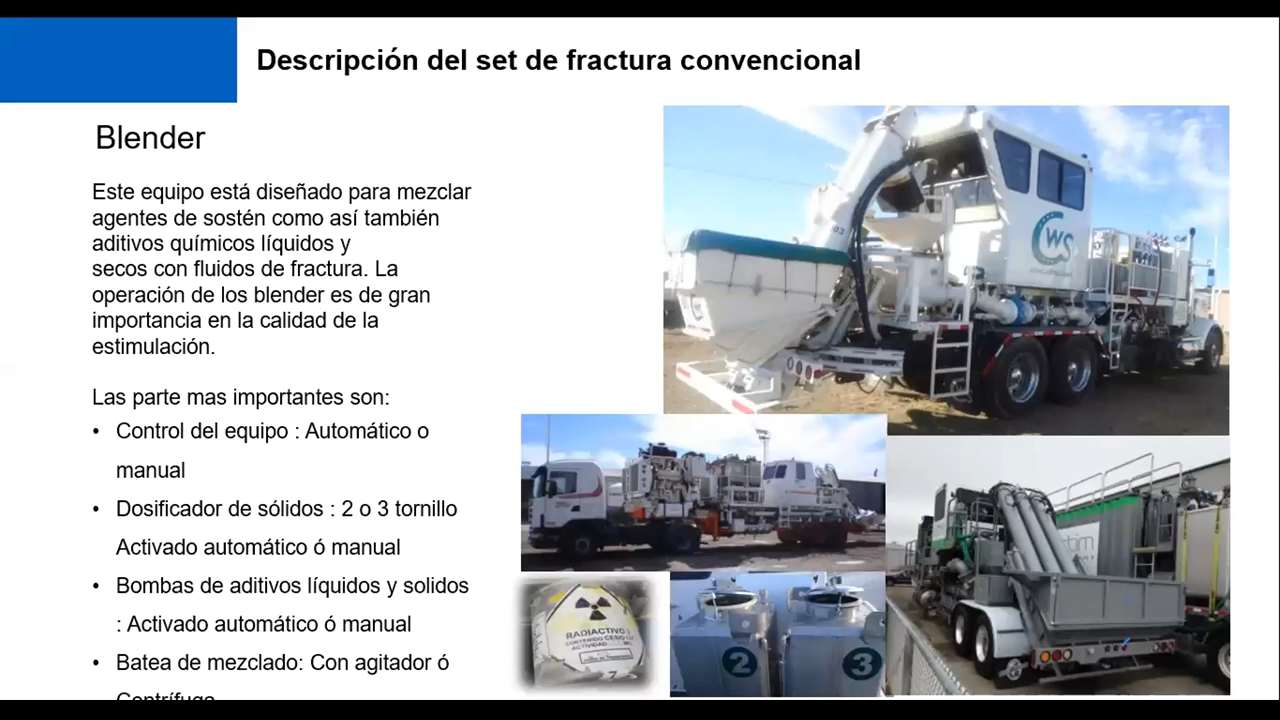 Descripción del set de fractura convencional
Blender
Este equipo está diseñado para mezclar
agentes de sostén como así también
aditivos químicos líquidos y
secos con fluidos de fractura. La
operación de los blender es de gran
importancia en la calidad de la
estimulación.
Las parte mas importantes son:
• Control del equipo : Automático o
manual
• Dosificador de sólidos : 2 o 3 tornillo
Activado automático ó manual
• Bombas de aditivos líquidos y solidos
: Activado automático ó manual
• Batea de mezclado: Con agitador ó
Centrífuga
CWS
RADIACTIVO
ACTIVIDAD
7
2
3